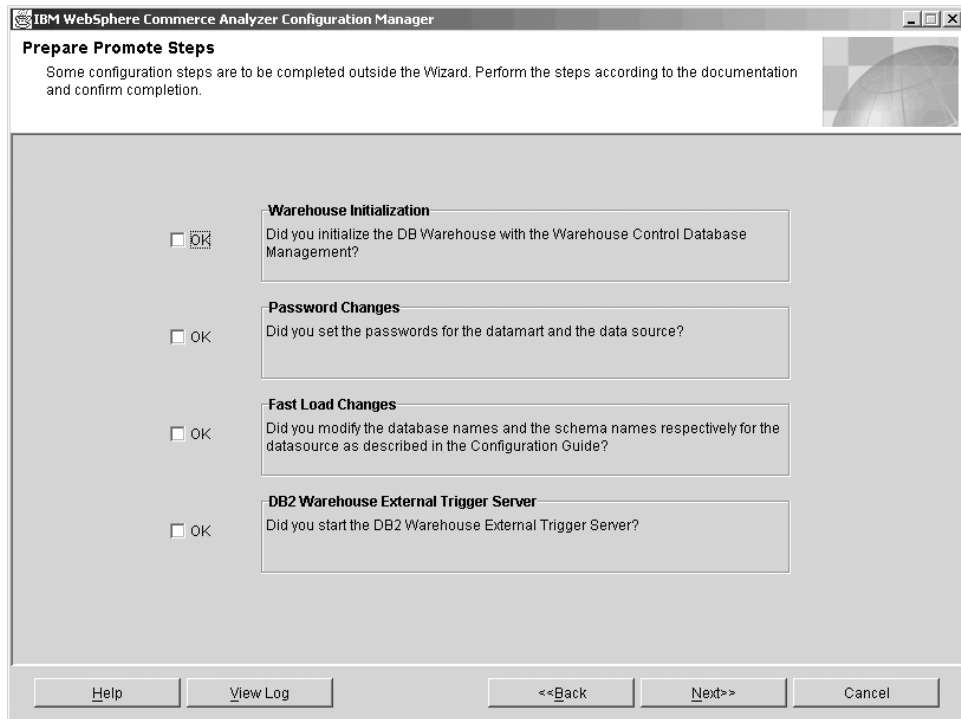 IBM WebSphere Commerce Analyzer Configuration Manager
Prepare Promote Steps
Some configuration steps are to be completed outside the Wizard. Perform the steps according to the documentation
and confirm completion.
Warehouse Initialization
OK
Did you initialize the DB Warehouse with the Warehouse Control Database
Management?
Password Changes
OK
Did you set the passwords for the datamart and the data source?
Fast Load Changes
OK
Did you modify the database names and the schema names respectively for the
datasource as described in the Configuration Guide?
DB2 Warehouse External Trigger Server
OK
Did you start the DB2 Warehouse External Trigger Server?
Help
View Log
<<Back
Next>>
Cancel